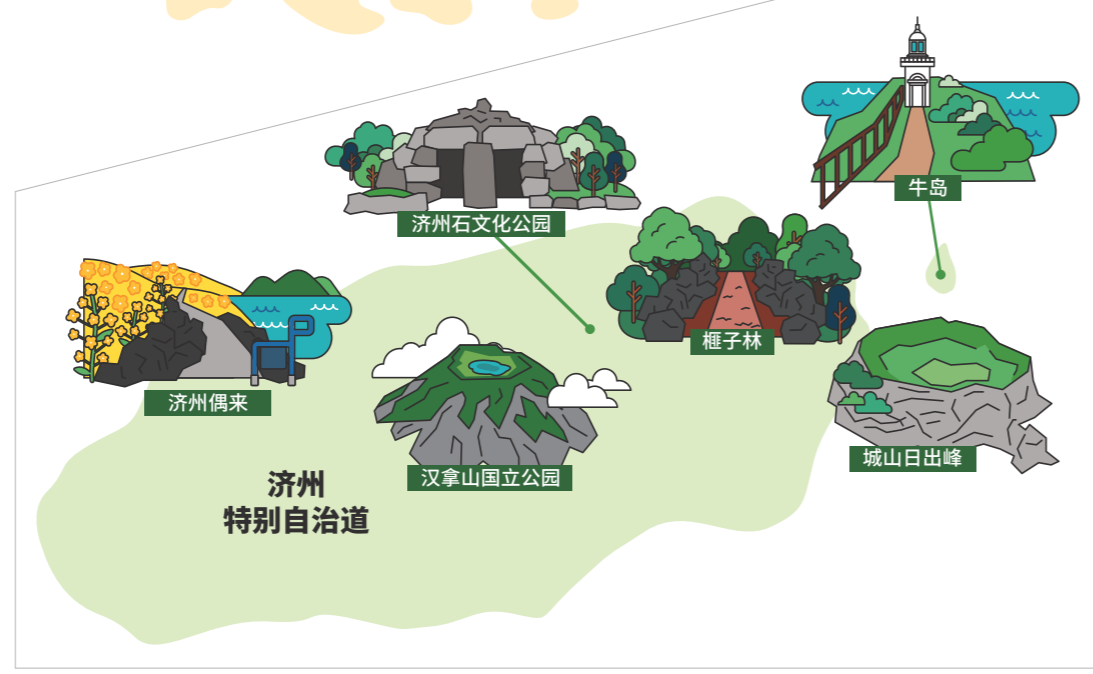 牛岛
济州石文化公园
榧子林
济州偶来
城山日出峰
汉拿山国立公园
济州
特别自治道